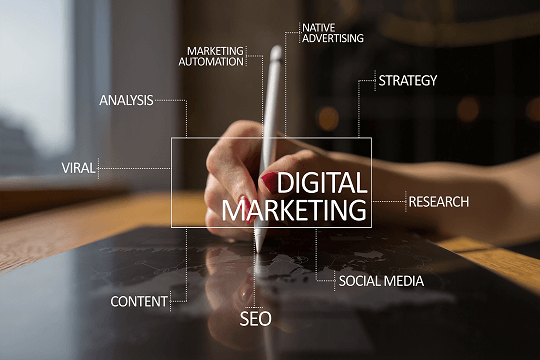 NATIVE
ADVERTISING
MARKETING
AUTOMATION
STRATEGY
ANALYSIS
VIRAL
DIGITAL
MARKETING
RESEARCH
SOCIAL MEDIA
CONTENT
SEO